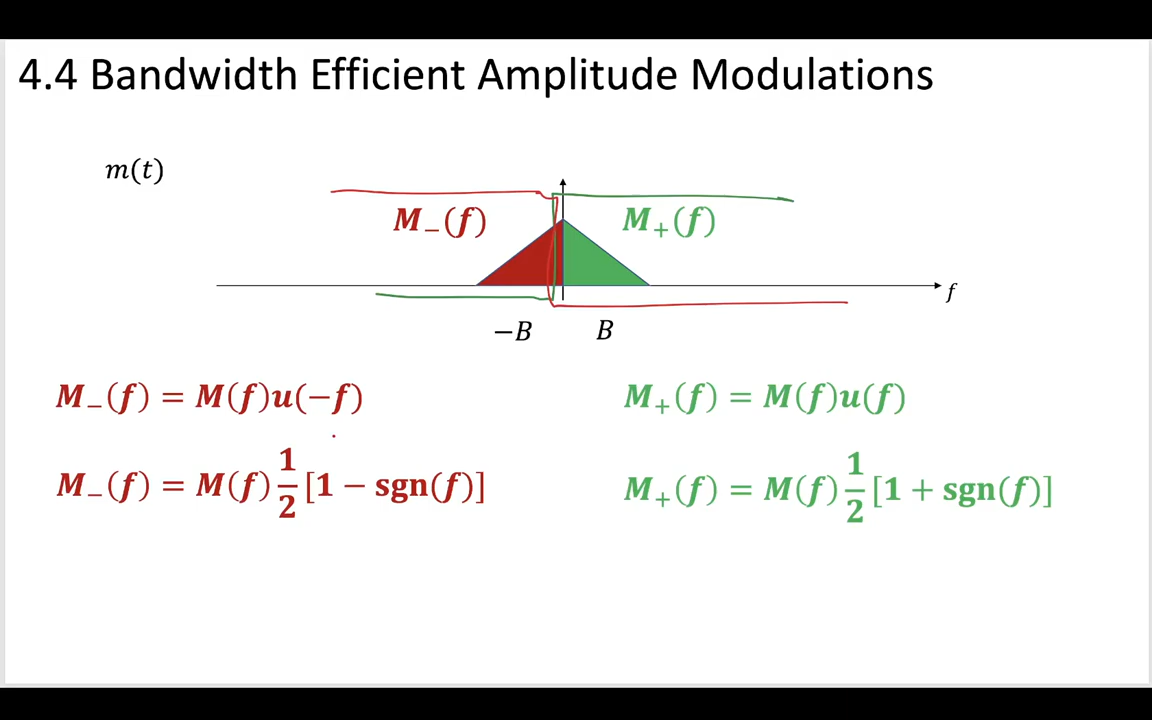 4.4 Bandwidth Efficient Amplitude Modulations
m(t)
M₋(f) M₊(f)
f
−B B
M₋(f) = M(f)u(−f)
M₋(f) = M(f) 1/2 [1 − sgn(f)]
M₊(f) = M(f)u(f)
M₊(f) = M(f) 1/2 [1 + sgn(f)]